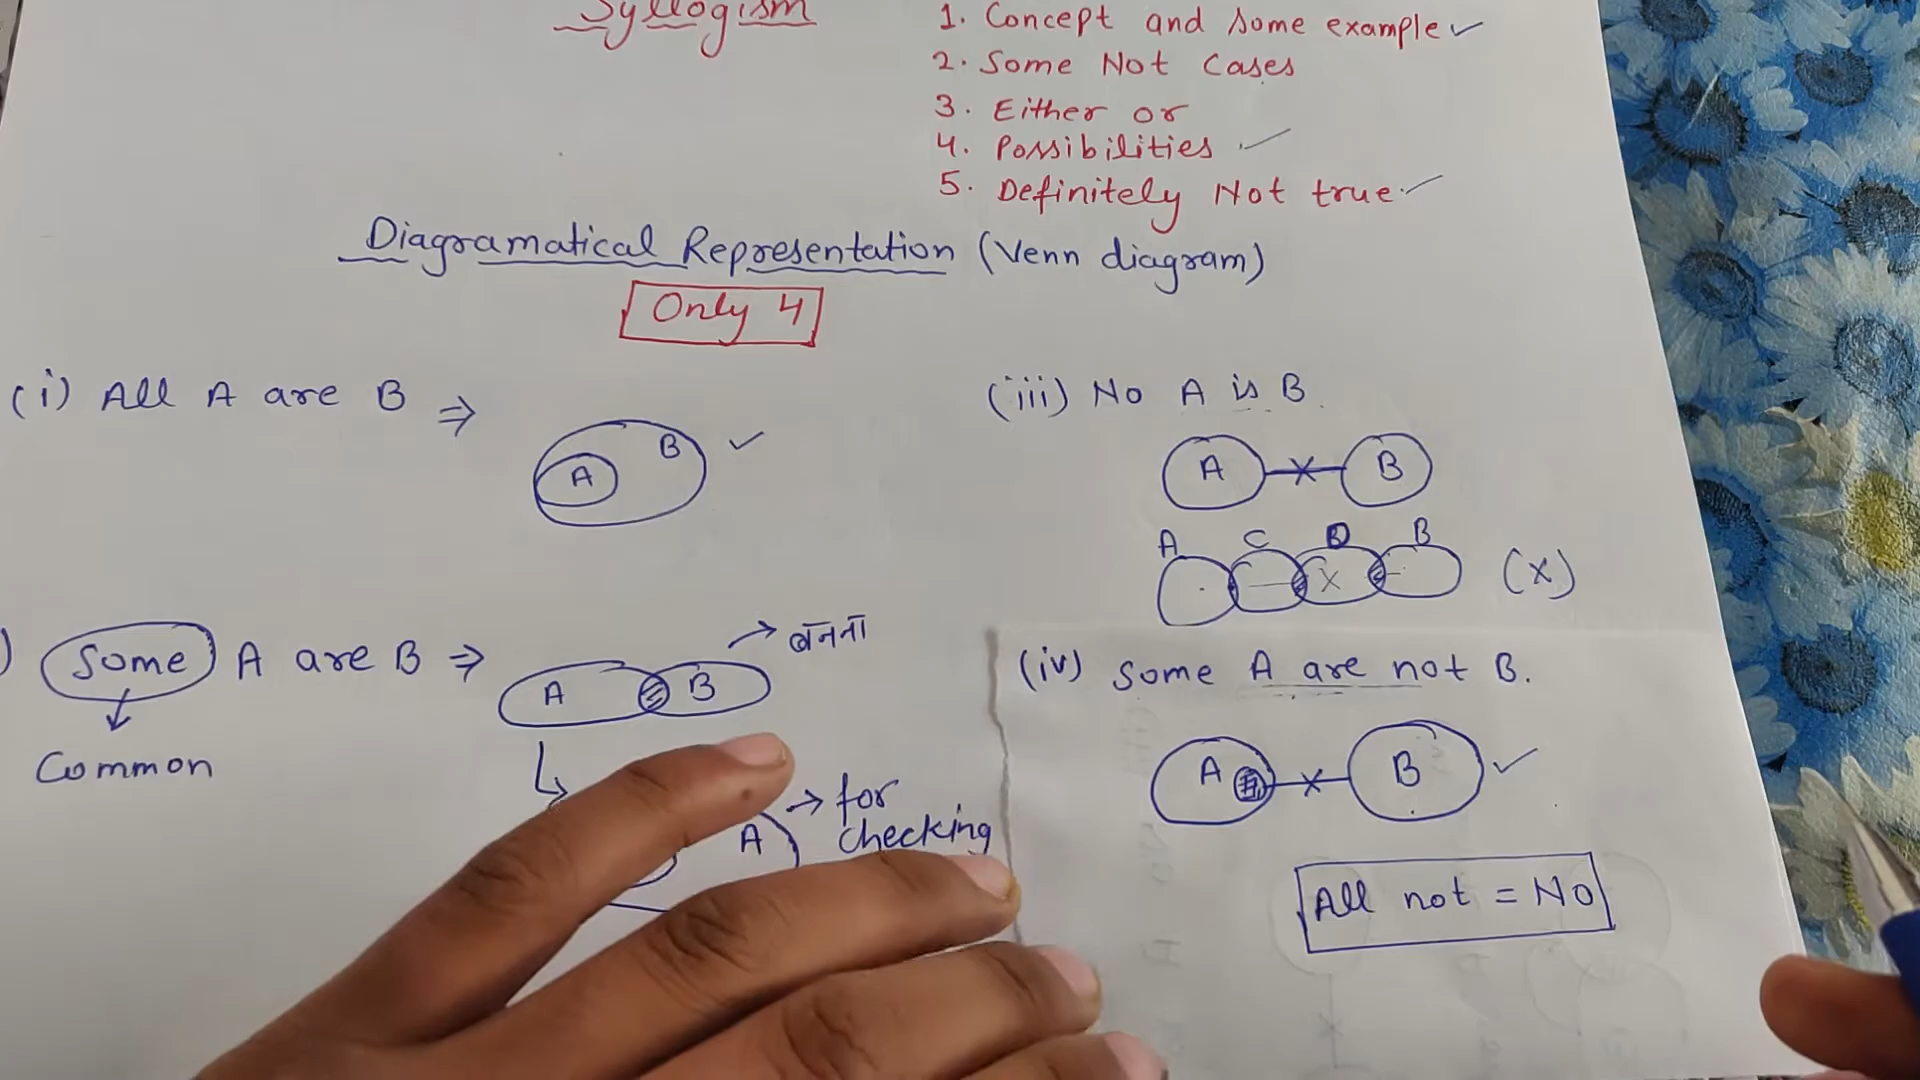 Syllogism
1. Concept and some example
2. Some Not Cases
3. Either or
4. Possibilities
5. Definitely Not true
Diagramatical Representation (Venn diagram)
Only 4
(i) All A are B ⇒
B
A
) Some A are B ⇒
बनना
A B
Common
A
for
checking
(iii) No A is B.
A B
A C D B
(x)
(iv) Some A are not B.
A B
All not = No